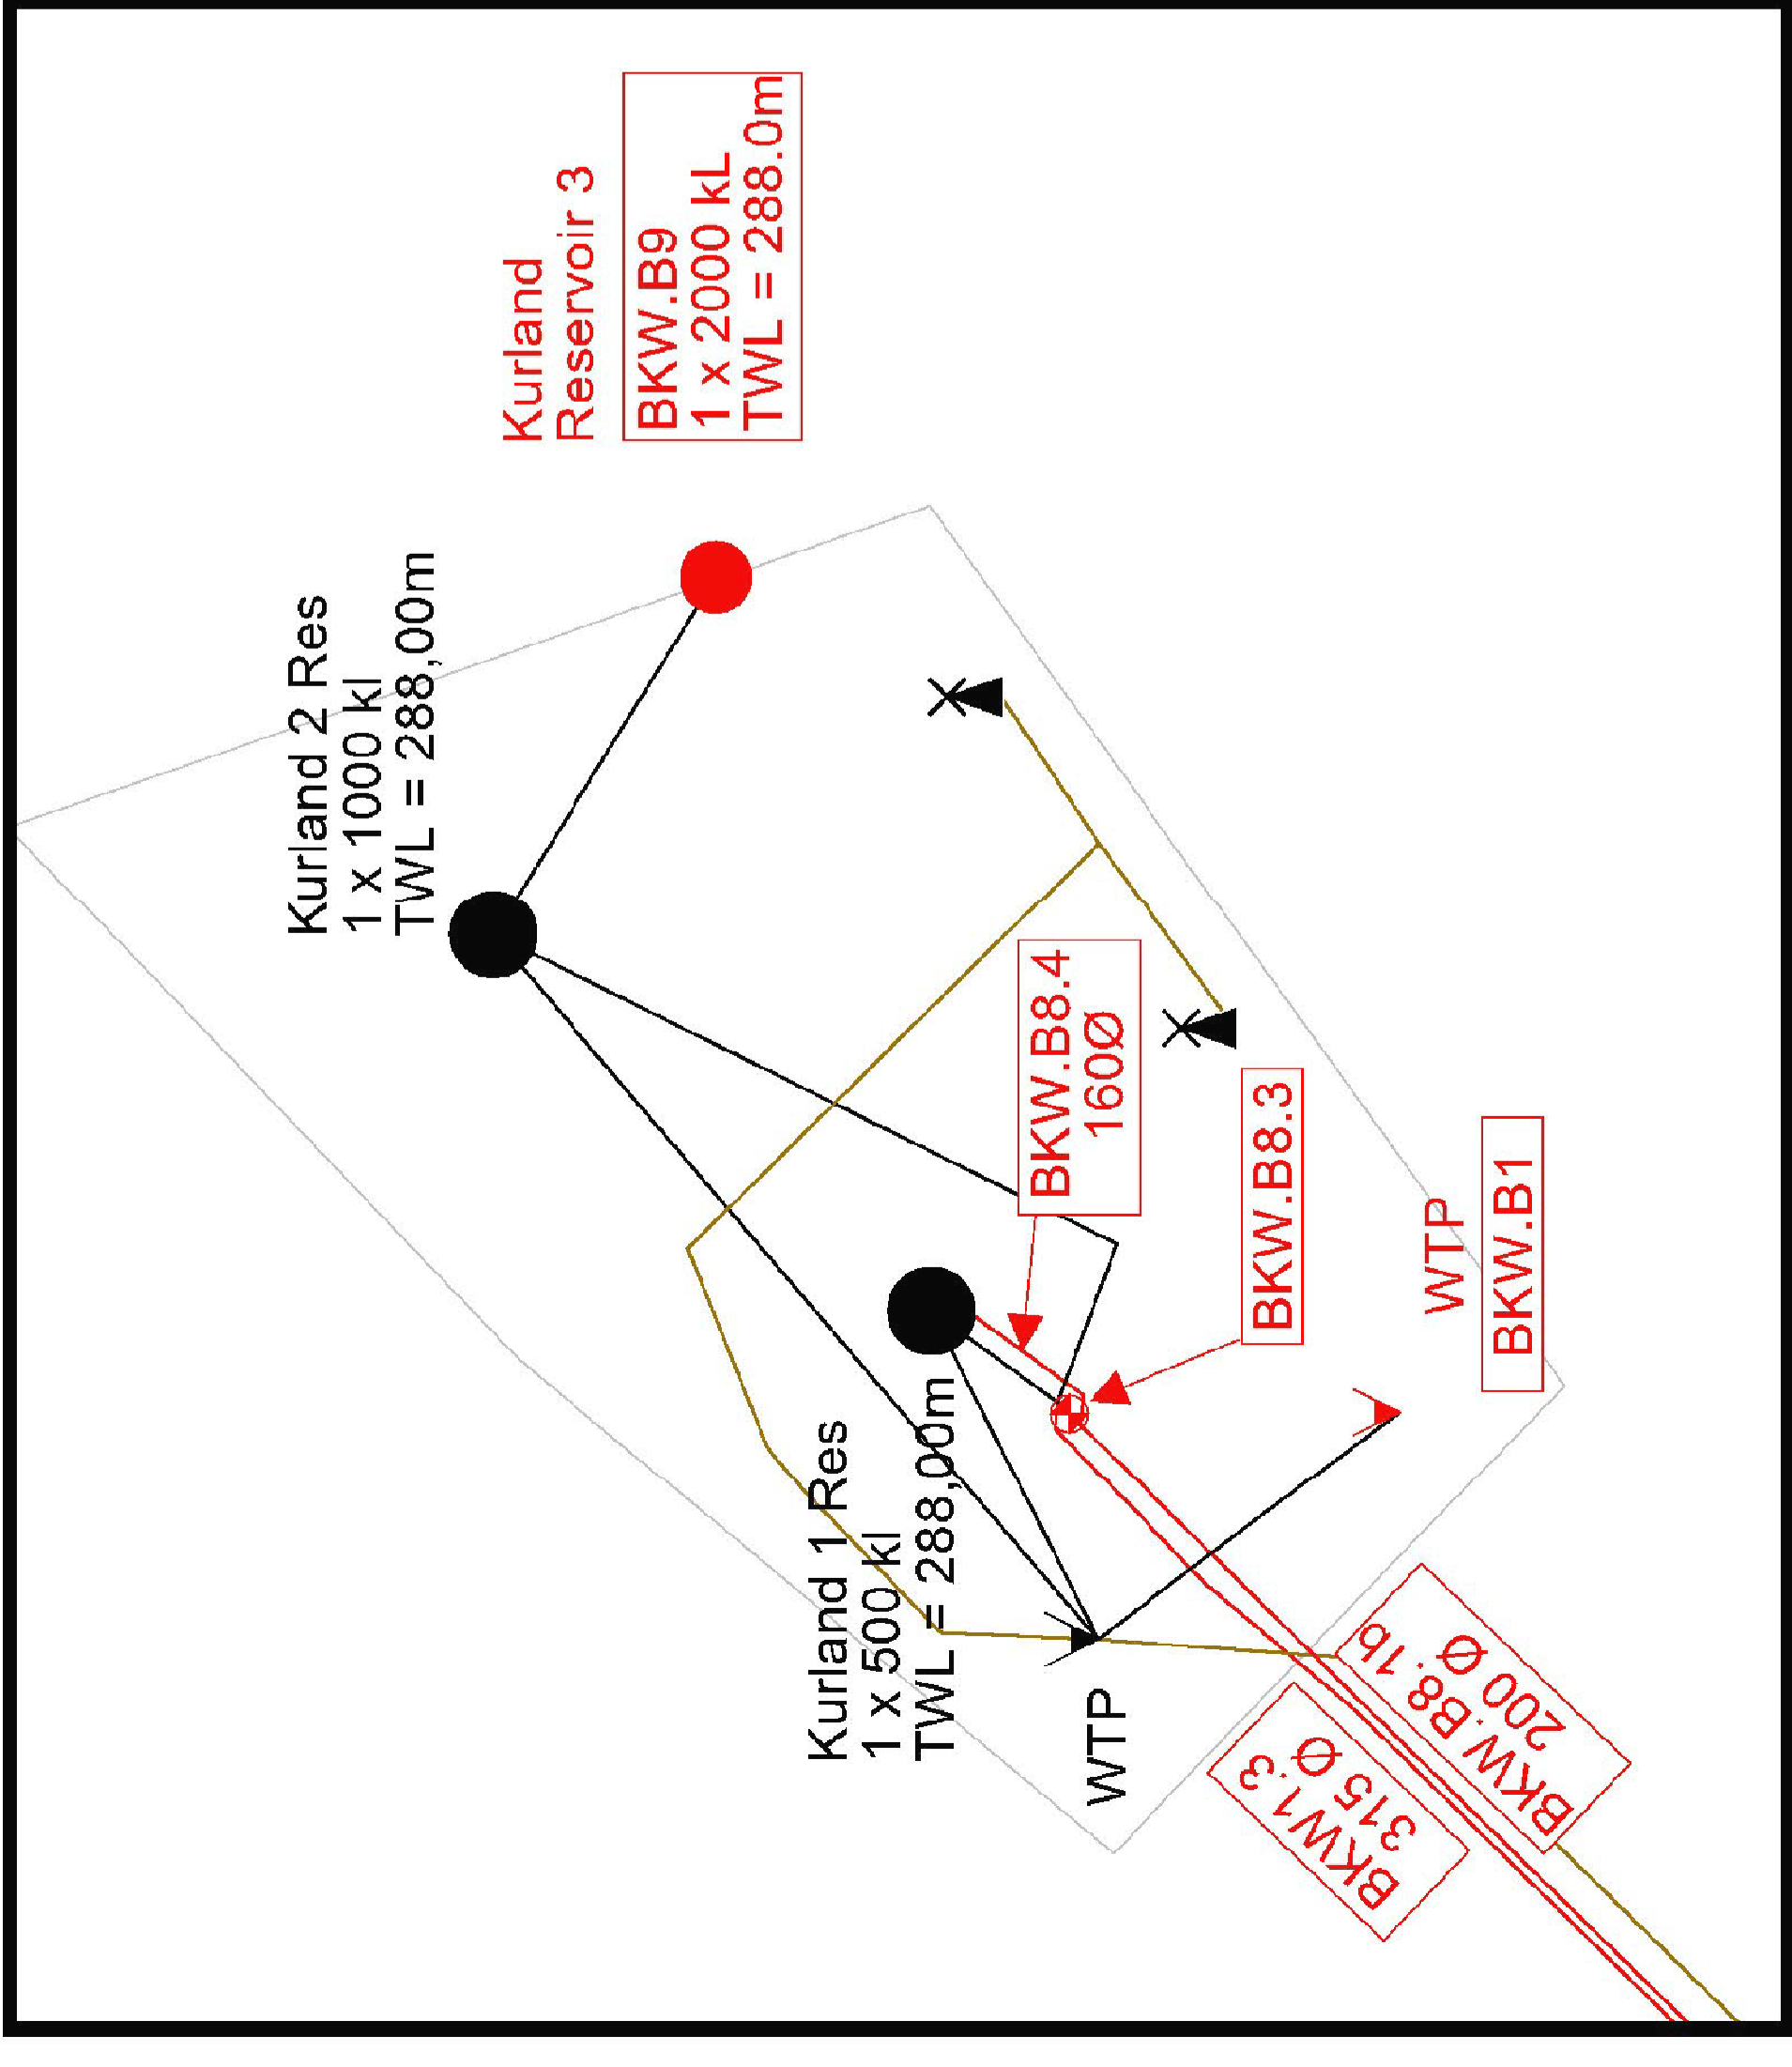 Kurland
Reservoir 3
BKW.B9
1 x 2000 kL
TWL = 288.0m
Kurland 2 Res
1 x 1000 kl
TWL = 288,00m
BKW.B8.4
160Ø
BKW.B8.3
WTP
BKW.B1
Kurland 1 Res
1 x 500 kl
TWL = 288,00m
WTP
BKW1.3
315 Ø
BKW.B8.1b
200 Ø